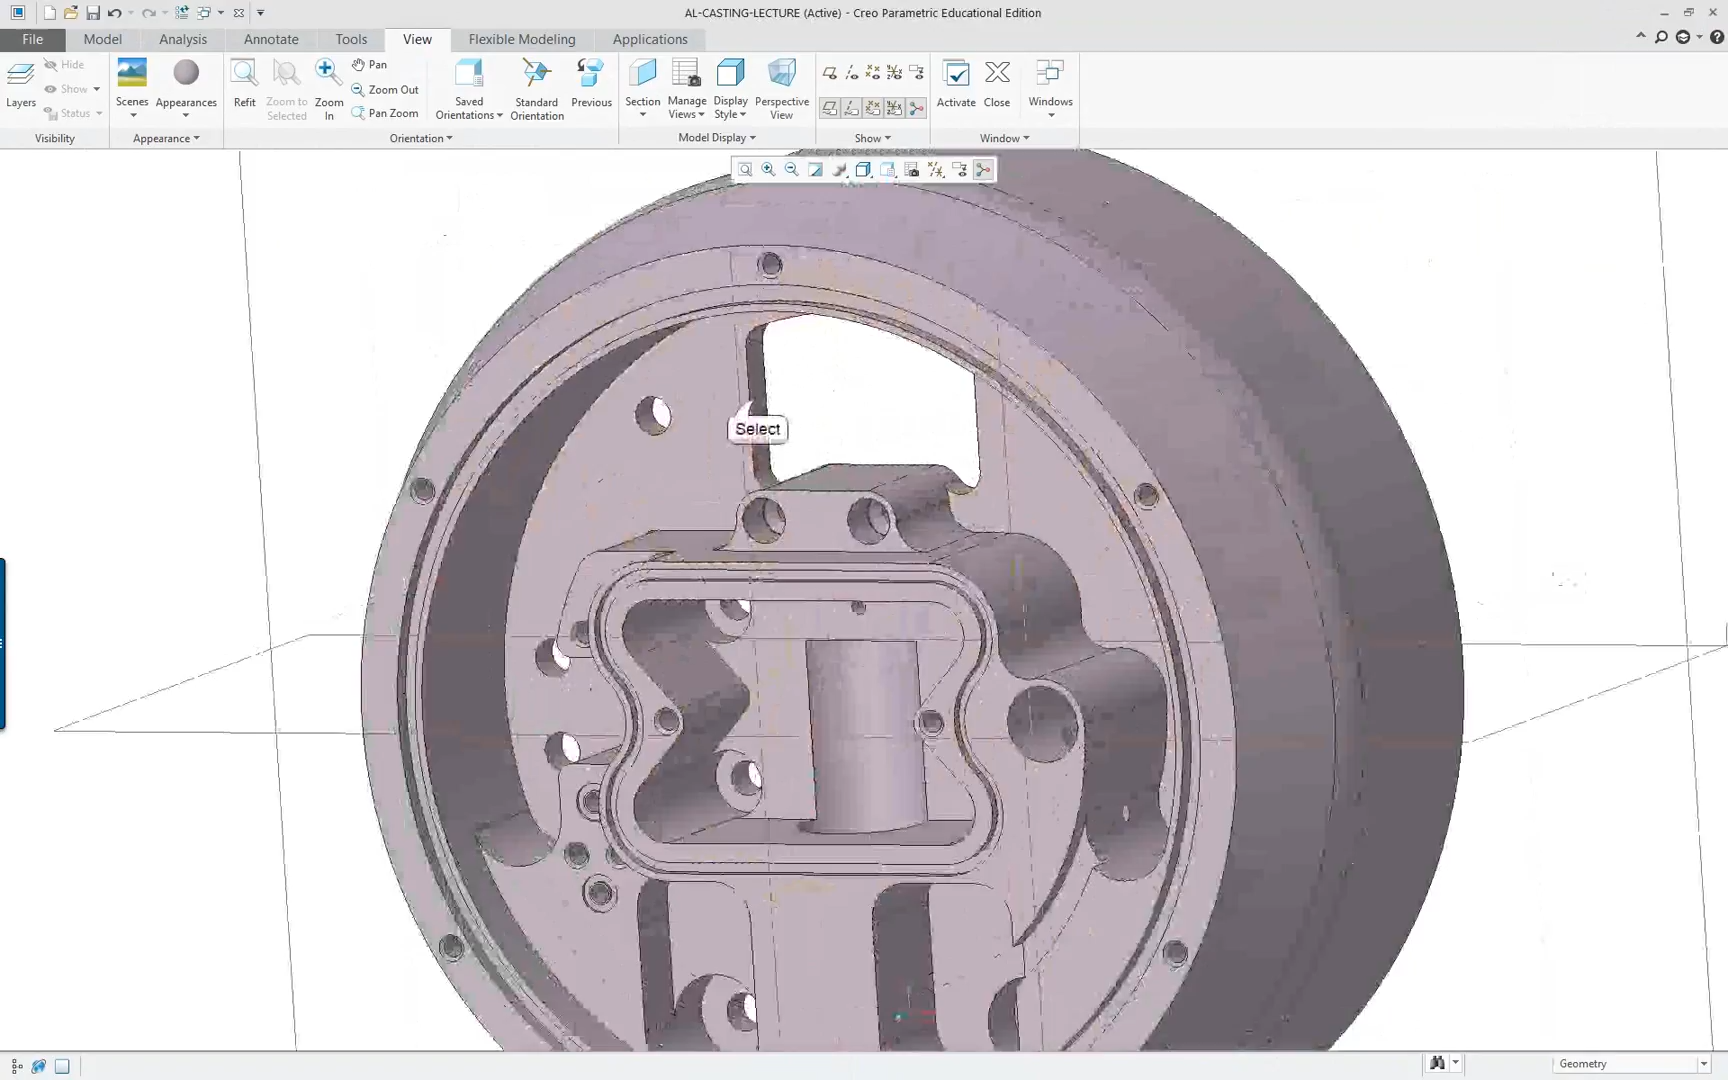 AL-CASTING-LECTURE (Active) - Creo Parametric Educational Edition
File Model Analysis Annotate Tools View Flexible Modeling Applications
Layers
Hide
Show
Status
Visibility
Scenes
Appearances
Appearance
Refit
Zoom to Selected
Zoom In
Pan
Zoom Out
Pan Zoom
Saved Orientations
Standard Orientation
Previous
Orientation
Section
Manage Views
Display Style
Perspective View
Model Display
Show
Activate
Close
Windows
Window
Select
Geometry